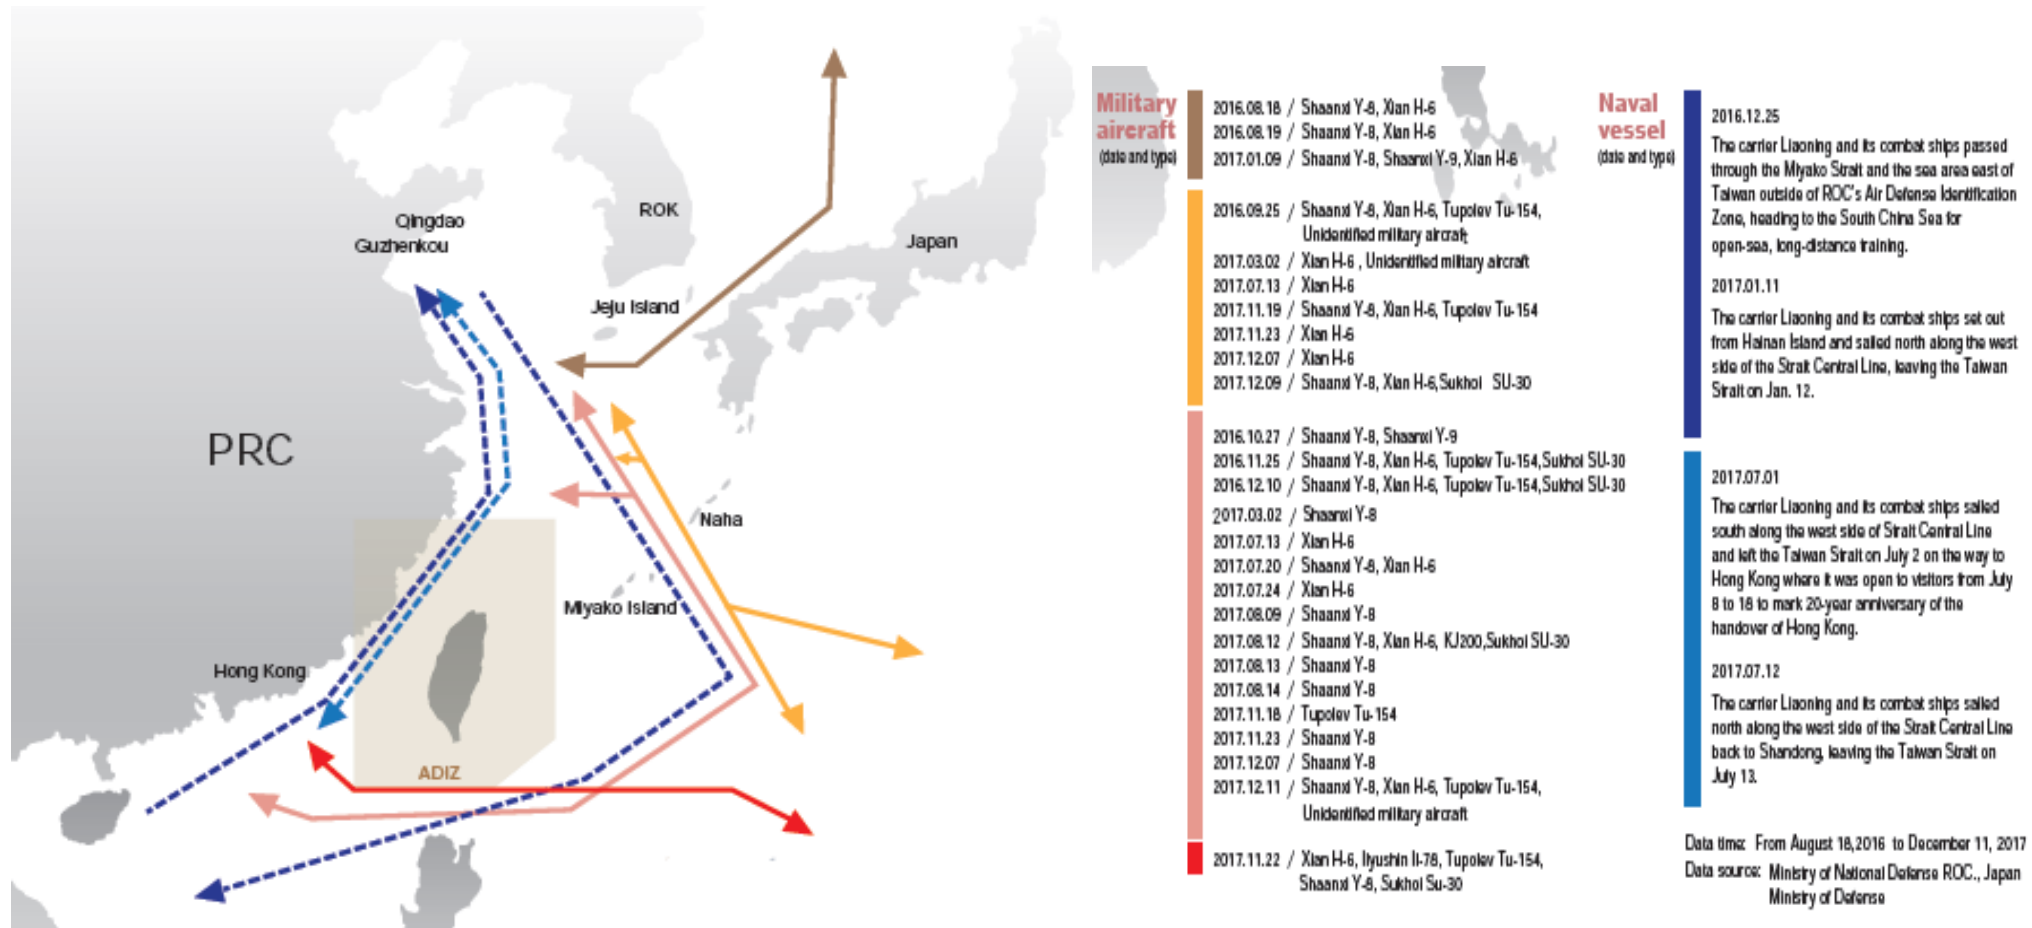 Qingdao
Guzhenkou
ROK
Japan
Jeju Island
PRC
Naha
Miyako Island
Hong Kong
ADIZ
Military
aircraft
(date and type)
2016.08.18 / Shaanxi Y-8, Xian H-6
2016.08.19 / Shaanxi Y-8, Xian H-6
2017.01.09 / Shaanxi Y-8, Shaanxi Y-9, Xian H-6
2016.09.25 / Shaanxi Y-8, Xian H-6, Tupolev Tu-154,
Unidentified military aircraft
2017.03.02 / Xian H-6 , Unidentified military aircraft
2017.07.13 / Xian H-6
2017.11.19 / Shaanxi Y-8, Xian H-6, Tupolev Tu-154
2017.11.23 / Xian H-6
2017.12.07 / Xian H-6
2017.12.09 / Shaanxi Y-8, Xian H-6,Sukhoi SU-30
2016.10.27 / Shaanxi Y-8, Shaanxi Y-9
2016.11.25 / Shaanxi Y-8, Xian H-6, Tupolev Tu-154,Sukhoi SU-30
2016.12.10 / Shaanxi Y-8, Xian H-6, Tupolev Tu-154,Sukhoi SU-30
2017.03.02 / Shaanxi Y-8
2017.07.13 / Xian H-6
2017.07.20 / Shaanxi Y-8, Xian H-6
2017.07.24 / Xian H-6
2017.08.09 / Shaanxi Y-8
2017.08.12 / Shaanxi Y-8, Xian H-6, KJ200,Sukhoi SU-30
2017.08.13 / Shaanxi Y-8
2017.08.14 / Shaanxi Y-8
2017.11.18 / Tupolev Tu-154
2017.11.23 / Shaanxi Y-8
2017.12.07 / Shaanxi Y-8
2017.12.11 / Shaanxi Y-8, Xian H-6, Tupolev Tu-154,
Unidentified military aircraft
2017.11.22 / Xian H-6, Ilyushin Il-78, Tupolev Tu-154,
Shaanxi Y-8, Sukhoi Su-30
Naval
vessel
(date and type)
2016.12.25
The carrier Liaoning and its combat ships passed
through the Miyako Strait and the sea area east of
Taiwan outside of ROC's Air Defense Identification
Zone, heading to the South China Sea for
open-sea, long-distance training.
2017.01.11
The carrier Liaoning and its combat ships set out
from Hainan Island and sailed north along the west
side of the Strait Central Line, leaving the Taiwan
Strait on Jan. 12.
2017.07.01
The carrier Liaoning and its combat ships sailed
south along the west side of Strait Central Line
and left the Taiwan Strait on July 2 on the way to
Hong Kong where it was open to visitors from July
8 to 18 to mark 20-year anniversary of the
handover of Hong Kong.
2017.07.12
The carrier Liaoning and its combat ships sailed
north along the west side of the Strait Central Line
back to Shandong, leaving the Taiwan Strait on
July 13.
Data time: From August 18,2016 to December 11, 2017
Data source: Ministry of National Defense ROC., Japan
Ministry of Defense